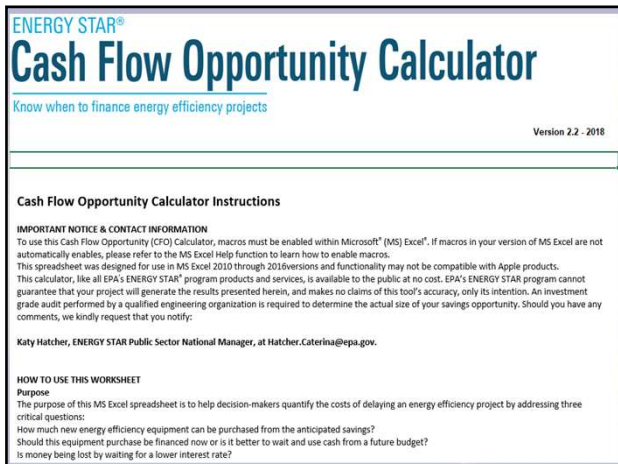 ENERGY STAR®
Cash Flow Opportunity Calculator
Know when to finance energy efficiency projects
Version 2.2 - 2018
Cash Flow Opportunity Calculator Instructions
IMPORTANT NOTICE & CONTACT INFORMATION
To use this Cash Flow Opportunity (CFO) Calculator, macros must be enabled within Microsoft® (MS) Excel®. If macros in your version of MS Excel are not
automatically enables, please refer to the MS Excel Help function to learn how to enable macros.
This spreadsheet was designed for use in MS Excel 2010 through 2016versions and functionality may not be compatible with Apple products.
This calculator, like all EPA's ENERGY STAR® program products and services, is available to the public at no cost. EPA's ENERGY STAR program cannot
guarantee that your project will generate the results presented herein, and makes no claims of this tool's accuracy, only its intention. An investment
grade audit performed by a qualified engineering organization is required to determine the actual size of your savings opportunity. Should you have any
comments, we kindly request that you notify:
Katy Hatcher, ENERGY STAR Public Sector National Manager, at Hatcher.Caterina@epa.gov.
HOW TO USE THIS WORKSHEET
Purpose
The purpose of this MS Excel spreadsheet is to help decision-makers quantify the costs of delaying an energy efficiency project by addressing three
critical questions:
How much new energy efficiency equipment can be purchased from the anticipated savings?
Should this equipment purchase be financed now or is it better to wait and use cash from a future budget?
Is money being lost by waiting for a lower interest rate?